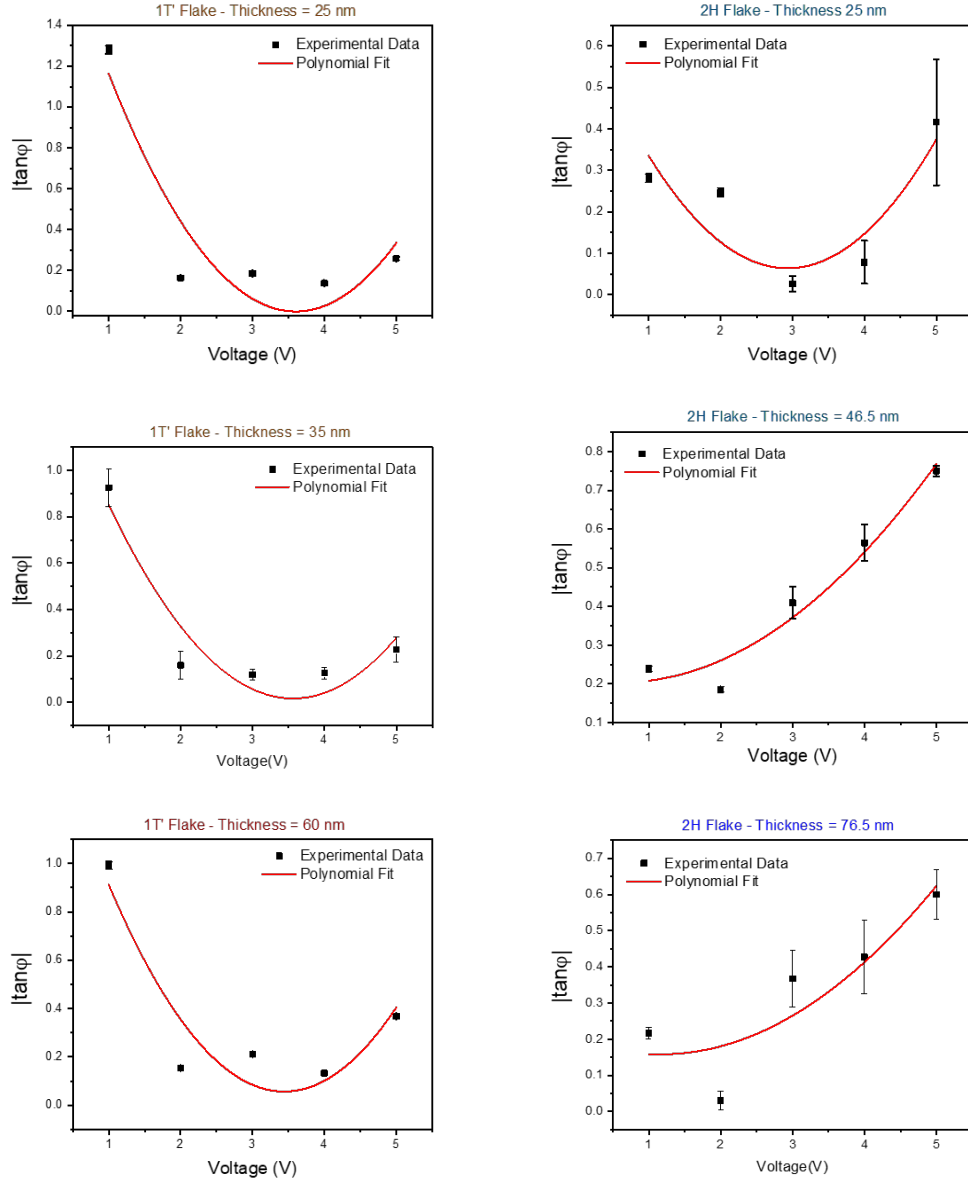 1T' Flake - Thickness = 25 nm
Experimental Data
Polynomial Fit
|tanφ|
1.4
1.2
1.0
0.8
0.6
0.4
0.2
0.0
1 2 3 4 5
Voltage (V)
2H Flake - Thickness 25 nm
Experimental Data
Polynomial Fit
|tanφ|
0.6
0.5
0.4
0.3
0.2
0.1
0.0
1 2 3 4 5
Voltage (V)
1T' Flake - Thickness = 35 nm
Experimental Data
Polynomial Fit
|tanφ|
1.0
0.8
0.6
0.4
0.2
0.0
1 2 3 4 5
Voltage(V)
2H Flake - Thickness = 46.5 nm
Experimental Data
Polynomial Fit
|tanφ|
0.8
0.7
0.6
0.5
0.4
0.3
0.2
0.1
1 2 3 4 5
Voltage (V)
1T' Flake - Thickness = 60 nm
Experimental Data
Polynomial Fit
|tanφ|
1.0
0.8
0.6
0.4
0.2
0.0
1 2 3 4 5
Voltage (V)
2H Flake - Thickness = 76.5 nm
Experimental Data
Polynomial Fit
|tanφ|
0.7
0.6
0.5
0.4
0.3
0.2
0.1
0.0
1 2 3 4 5
Voltage(V)